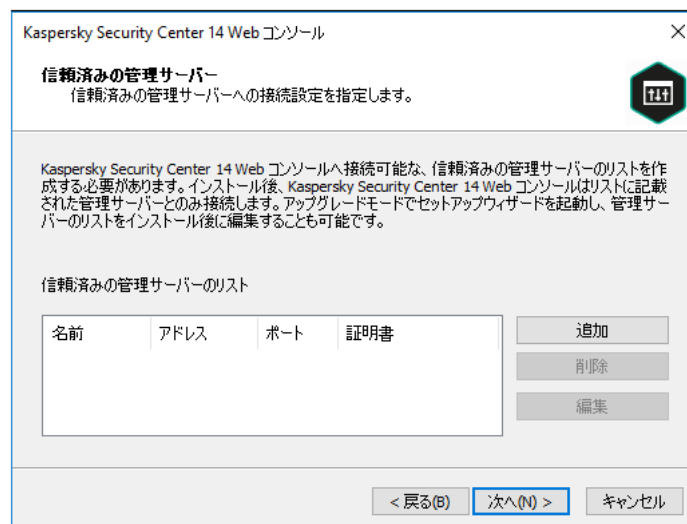 Kaspersky Security Center 14 Web コンソール
信頼済みの管理サーバー
信頼済みの管理サーバーへの接続設定を指定します。
Kaspersky Security Center 14 Web コンソールへ接続可能な、信頼済みの管理サーバーのリストを作
成する必要があります。インストール後、Kaspersky Security Center 14 Web コンソールはリストに記載
された管理サーバーとのみ接続します。アップグレードモードでセットアップウィザードを起動し、管理サー
バーのリストをインストール後に編集することも可能です。
信頼済みの管理サーバーのリスト
名前 アドレス ポート 証明書
追加
削除
編集
< 戻る(B) 次へ(N) > キャンセル